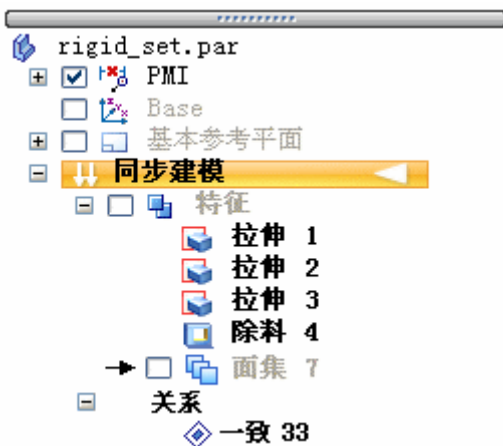 rigid_set.par
PMI
Base
基本参考平面
同步建模
特征
拉伸 1
拉伸 2
拉伸 3
除料 4
面集 7
关系
一致 33